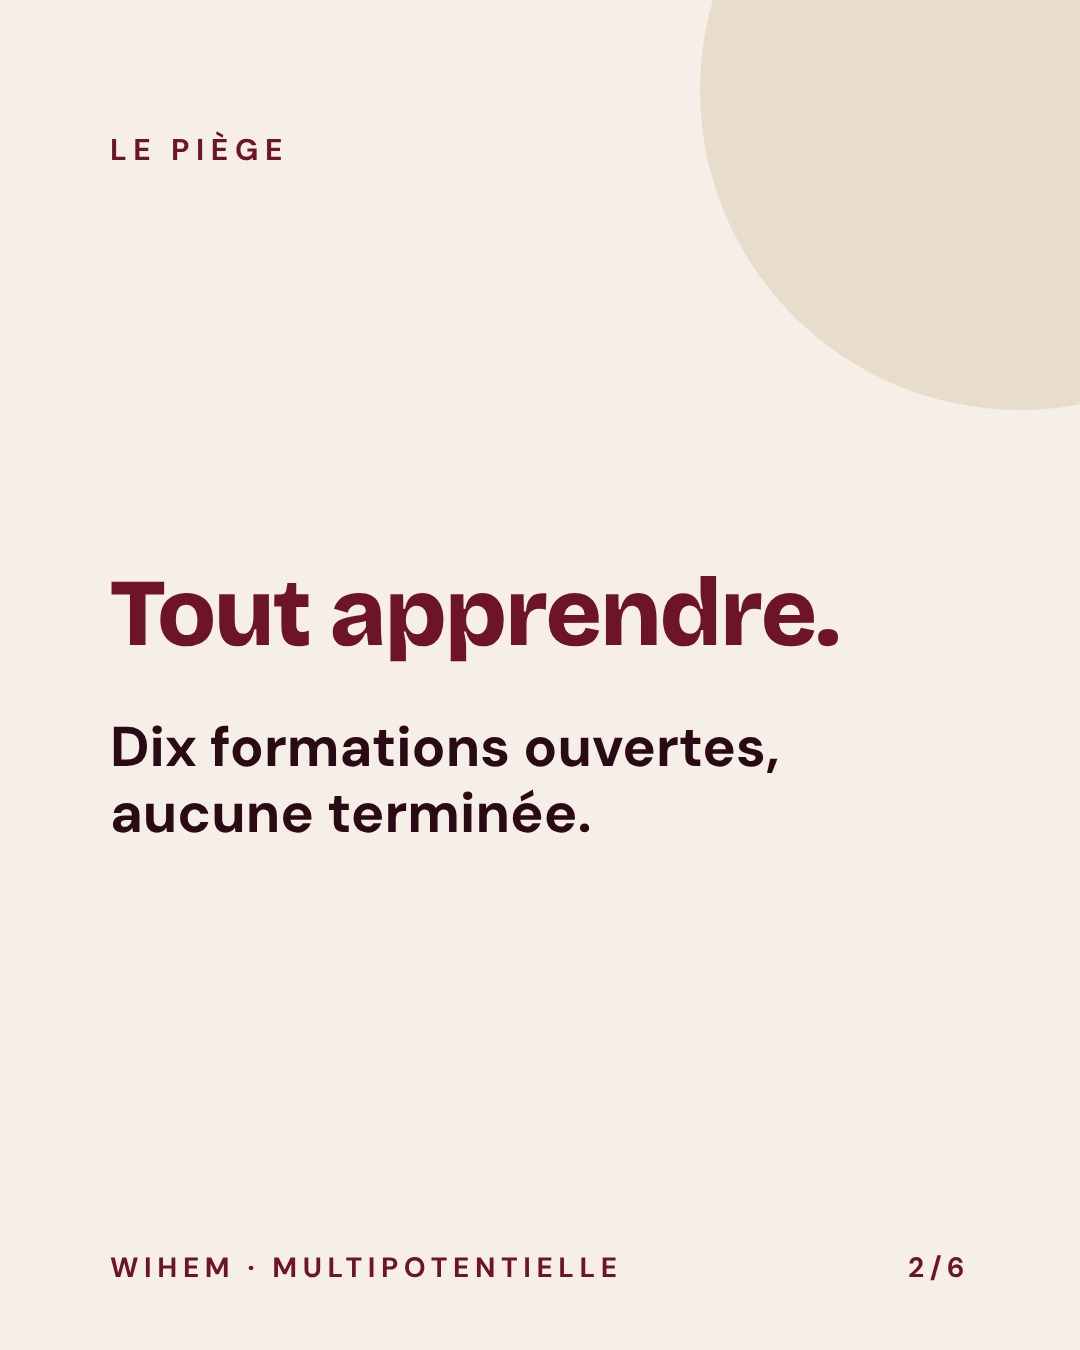 LE PIÈGE
Tout apprendre.
Dix formations ouvertes,
aucune terminée.
WIHEM · MULTIPOTENTIELLE
2/6